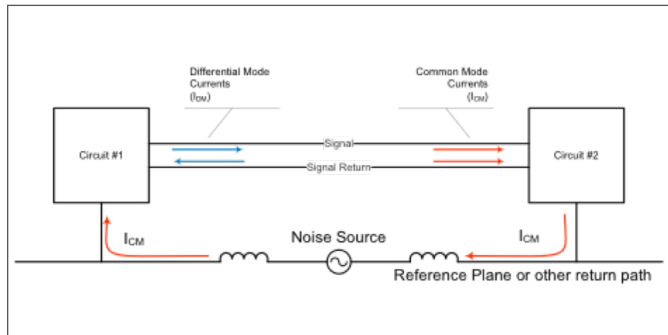 Differential Mode
Currents
(IDM)
Common Mode
Currents
(ICM)
Circuit #1
Signal
Signal Return
Circuit #2
ICM
Noise Source
ICM
Reference Plane or other return path